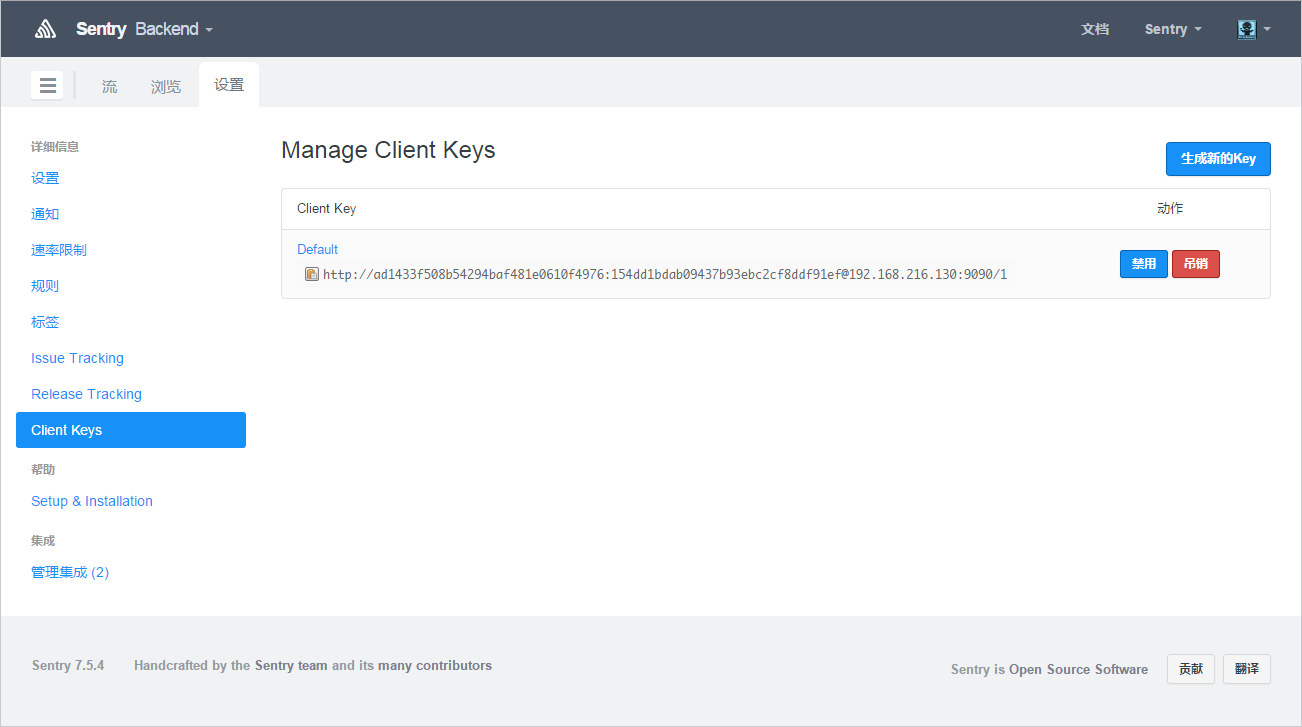 Sentry Backend
文档
Sentry
流
浏览
设置
详细信息
设置
通知
速率限制
规则
标签
Issue Tracking
Release Tracking
Client Keys
帮助
Setup & Installation
集成
管理集成 (2)
Manage Client Keys
生成新的Key
Client Key
动作
Default
http://ad1433f508b54294baf481e0610f4976:154dd1bdab09437b93ebc2cf8ddf91ef@192.168.216.130:9090/1
禁用
吊销
Sentry 7.5.4
Handcrafted by the Sentry team and its many contributors
Sentry is Open Source Software
贡献
翻译